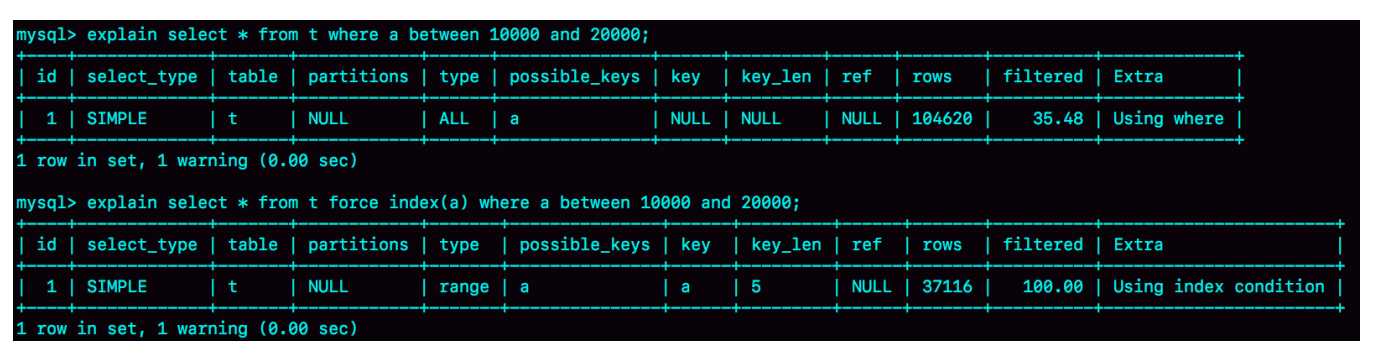 mysql> explain select * from t where a between 10000 and 20000;
+----+-------------+-------+------------+------+---------------+------+---------+------+--------+----------+-------------+
| id | select_type | table | partitions | type | possible_keys | key  | key_len | ref  | rows   | filtered | Extra       |
+----+-------------+-------+------------+------+---------------+------+---------+------+--------+----------+-------------+
|  1 | SIMPLE      | t     | NULL       | ALL  | a             | NULL | NULL    | NULL | 104620 |    35.48 | Using where |
+----+-------------+-------+------------+------+---------------+------+---------+------+--------+----------+-------------+
1 row in set, 1 warning (0.00 sec)
mysql> explain select * from t force index(a) where a between 10000 and 20000;
+----+-------------+-------+------------+-------+---------------+-----+---------+------+-------+----------+-----------------------+
| id | select_type | table | partitions | type  | possible_keys | key | key_len | ref  | rows  | filtered | Extra                 |
+----+-------------+-------+------------+-------+---------------+-----+---------+------+-------+----------+-----------------------+
|  1 | SIMPLE      | t     | NULL       | range | a             | a   | 5       | NULL | 37116 |   100.00 | Using index condition |
+----+-------------+-------+------------+-------+---------------+-----+---------+------+-------+----------+-----------------------+
1 row in set, 1 warning (0.00 sec)